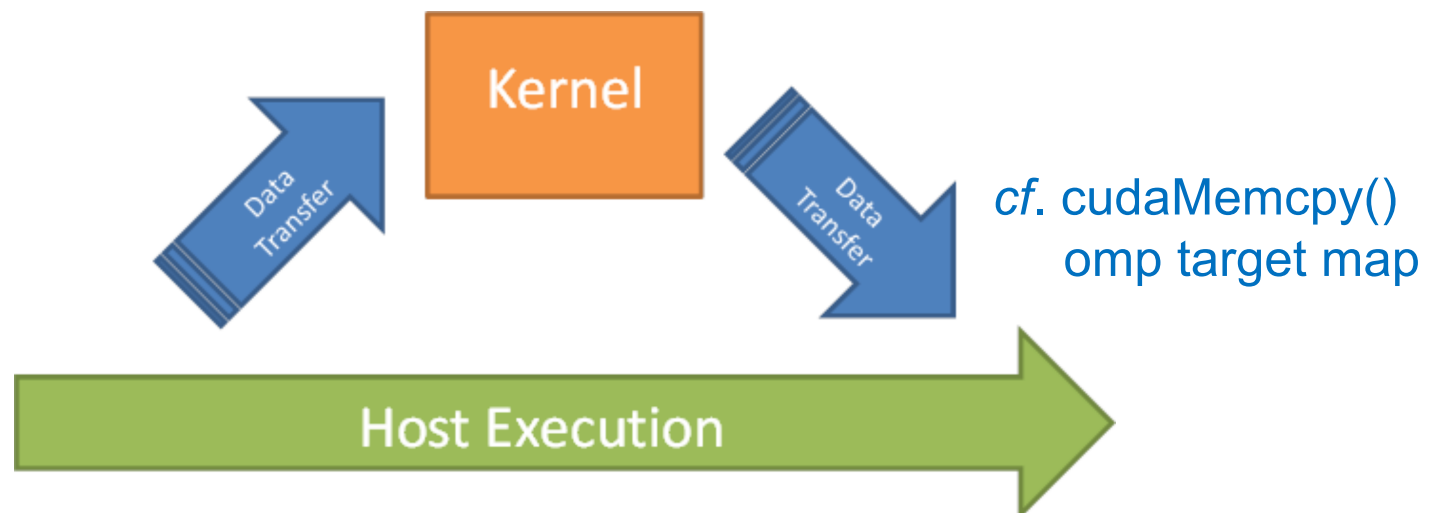 Kernel
Data
Transfer
Data
Transfer
cf. cudaMemcpy()
omp target map
Host Execution